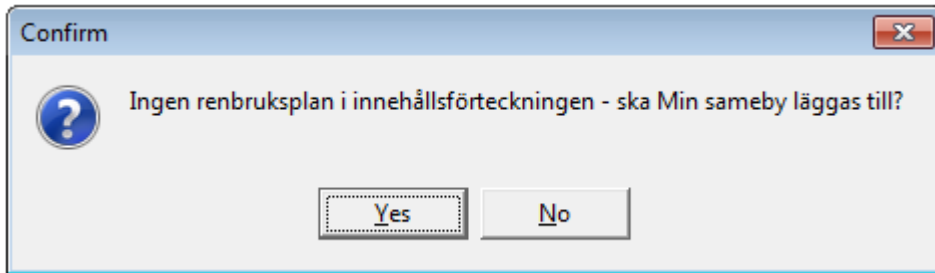 Confirm
Ingen renbruksplan i innehållsförteckningen - ska Min sameby läggas till?
Yes
No